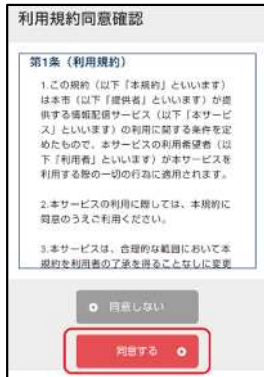 利用規約同意確認
第1条（利用規約）
1.この規約（以下「本規約」といいます）
は本市（以下「提供者」といいます）が提
供する情報配信サービス（以下「本サービ
ス」といいます）の利用に関する条件を定
めたもので、本サービスの利用希望者（以
下「利用者」といいます）が本サービスを
利用する際の一切の行為に適用されます。
2.本サービスの利用に際しては、本規約に
同意のうえご利用ください。
3.本サービスは、合理的な範囲において本
規約を利用者の了承を得ることなしに変更
同意しない
同意する